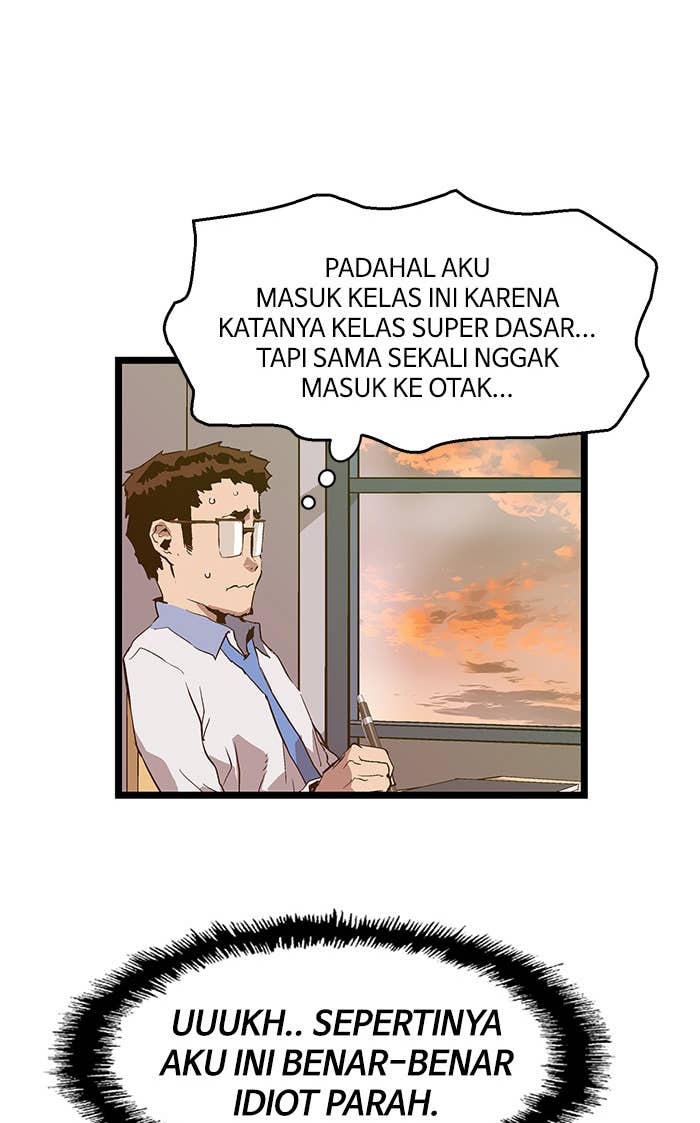 PADAHAL AKU
MASUK KELAS INI KARENA
KATANYA KELAS SUPER DASAR...
TAPI SAMA SEKALI NGGAK
MASUK KE OTAK...
UUUKH.. SEPERTINYA
AKU INI BENAR-BENAR
IDIOT PARAH.